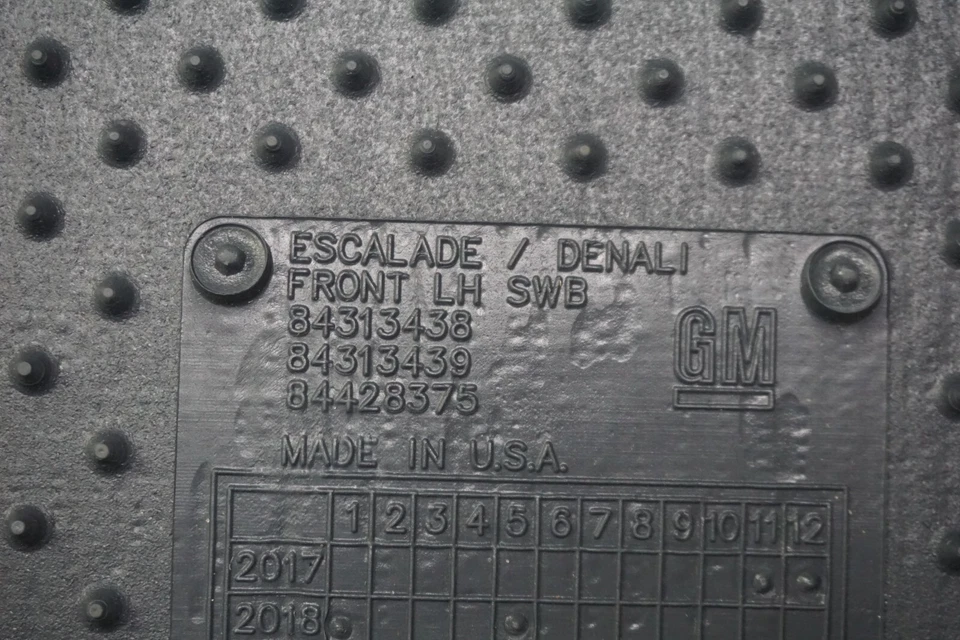 ESCALADE / DENALI
FRONT LH SWB
84313438
84313439
84428375
GM
MADE IN U.S.A.
1 2 3 4 5 6 7 8 9 10 11 12
2017
2018